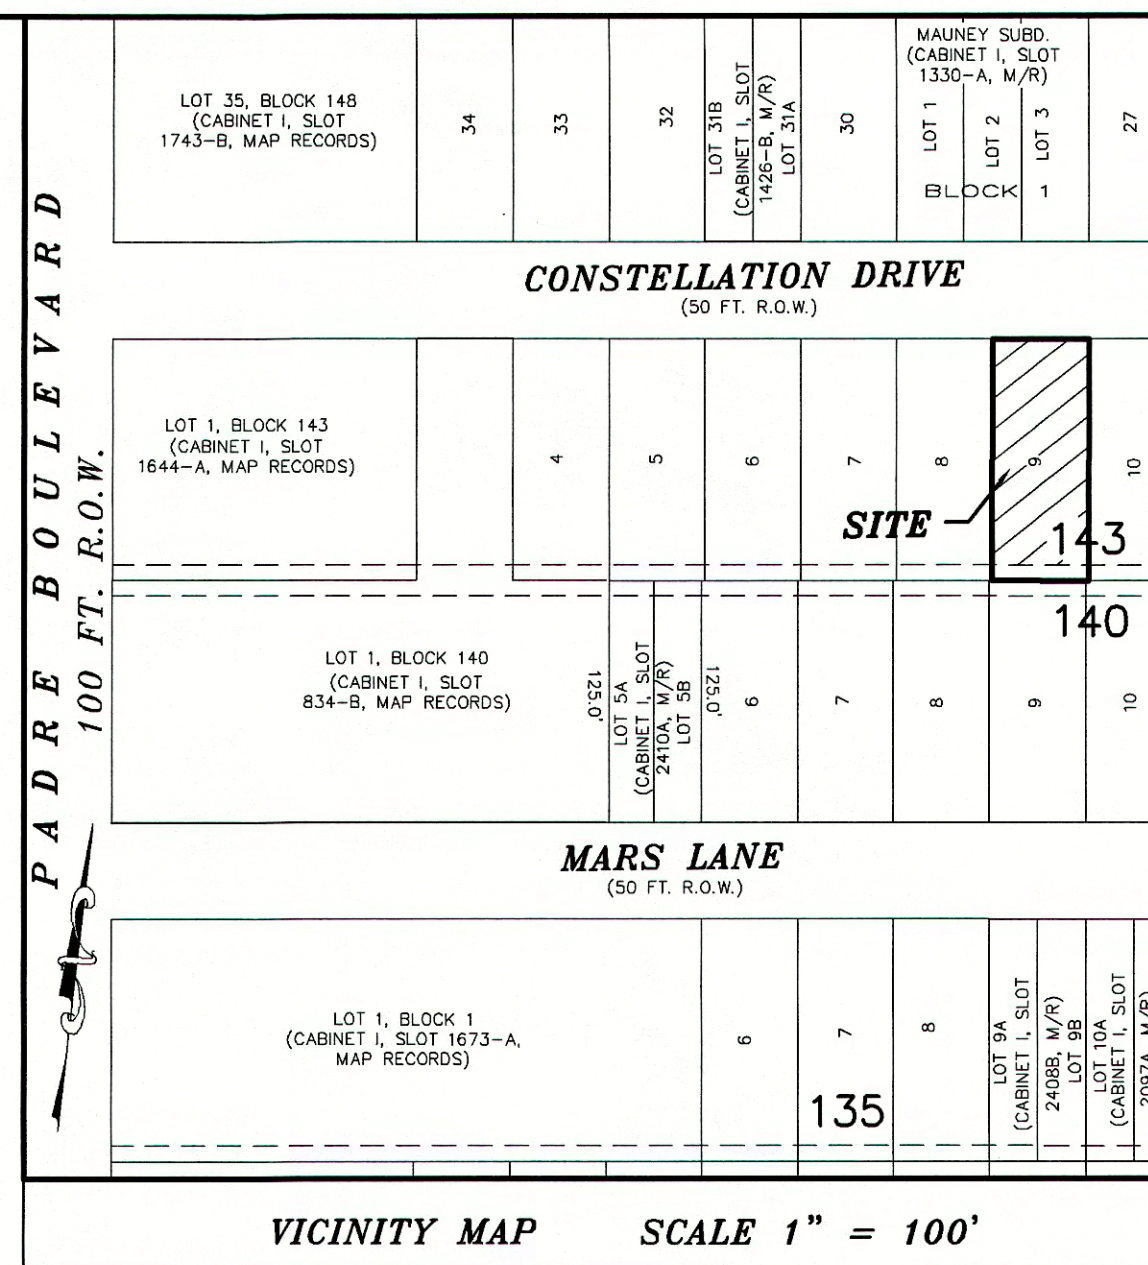 PADRE BOULEVARD
100 FT. R.O.W.
LOT 35, BLOCK 148
(CABINET I, SLOT
1743-B, MAP RECORDS)
34
33
32
LOT 31B
(CABINET I, SLOT
1426-B, M/R)
LOT 31A
30
MAUNEY SUBD.
(CABINET I, SLOT
1330-A, M/R)
LOT 1
LOT 2
LOT 3
BLOCK 1
27
CONSTELLATION DRIVE
(50 FT. R.O.W.)
LOT 1, BLOCK 143
(CABINET I, SLOT
1644-A, MAP RECORDS)
4
5
6
7
8
9
10
SITE
143
140
LOT 1, BLOCK 140
(CABINET I, SLOT
834-B, MAP RECORDS)
125.0'
LOT 5A
(CABINET I, SLOT
2410A, M/R)
LOT 5B
125.0'
6
7
8
9
10
MARS LANE
(50 FT. R.O.W.)
LOT 1, BLOCK 1
(CABINET I, SLOT 1673-A,
MAP RECORDS)
6
7
8
135
LOT 9A
(CABINET I, SLOT
2408B, M/R)
LOT 9B
LOT 10A
(CABINET I, SLOT
2097A, M/R)
VICINITY MAP SCALE 1" = 100'